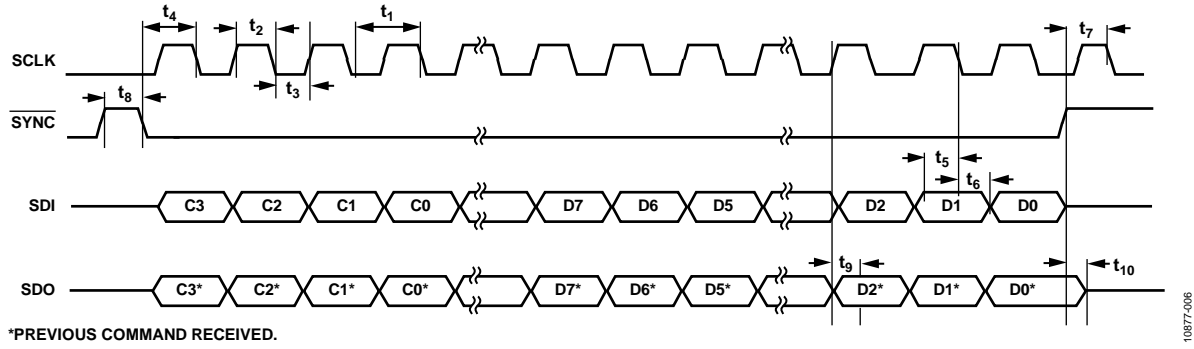 t4 t2 t1 t7
SCLK
t3
t8
SYNC
t5
t6
SDI C3 C2 C1 C0 D7 D6 D5 D2 D1 D0
t9
t10
SDO C3* C2* C1* C0* D7* D6* D5* D2* D1* D0*
*PREVIOUS COMMAND RECEIVED.
10877-006